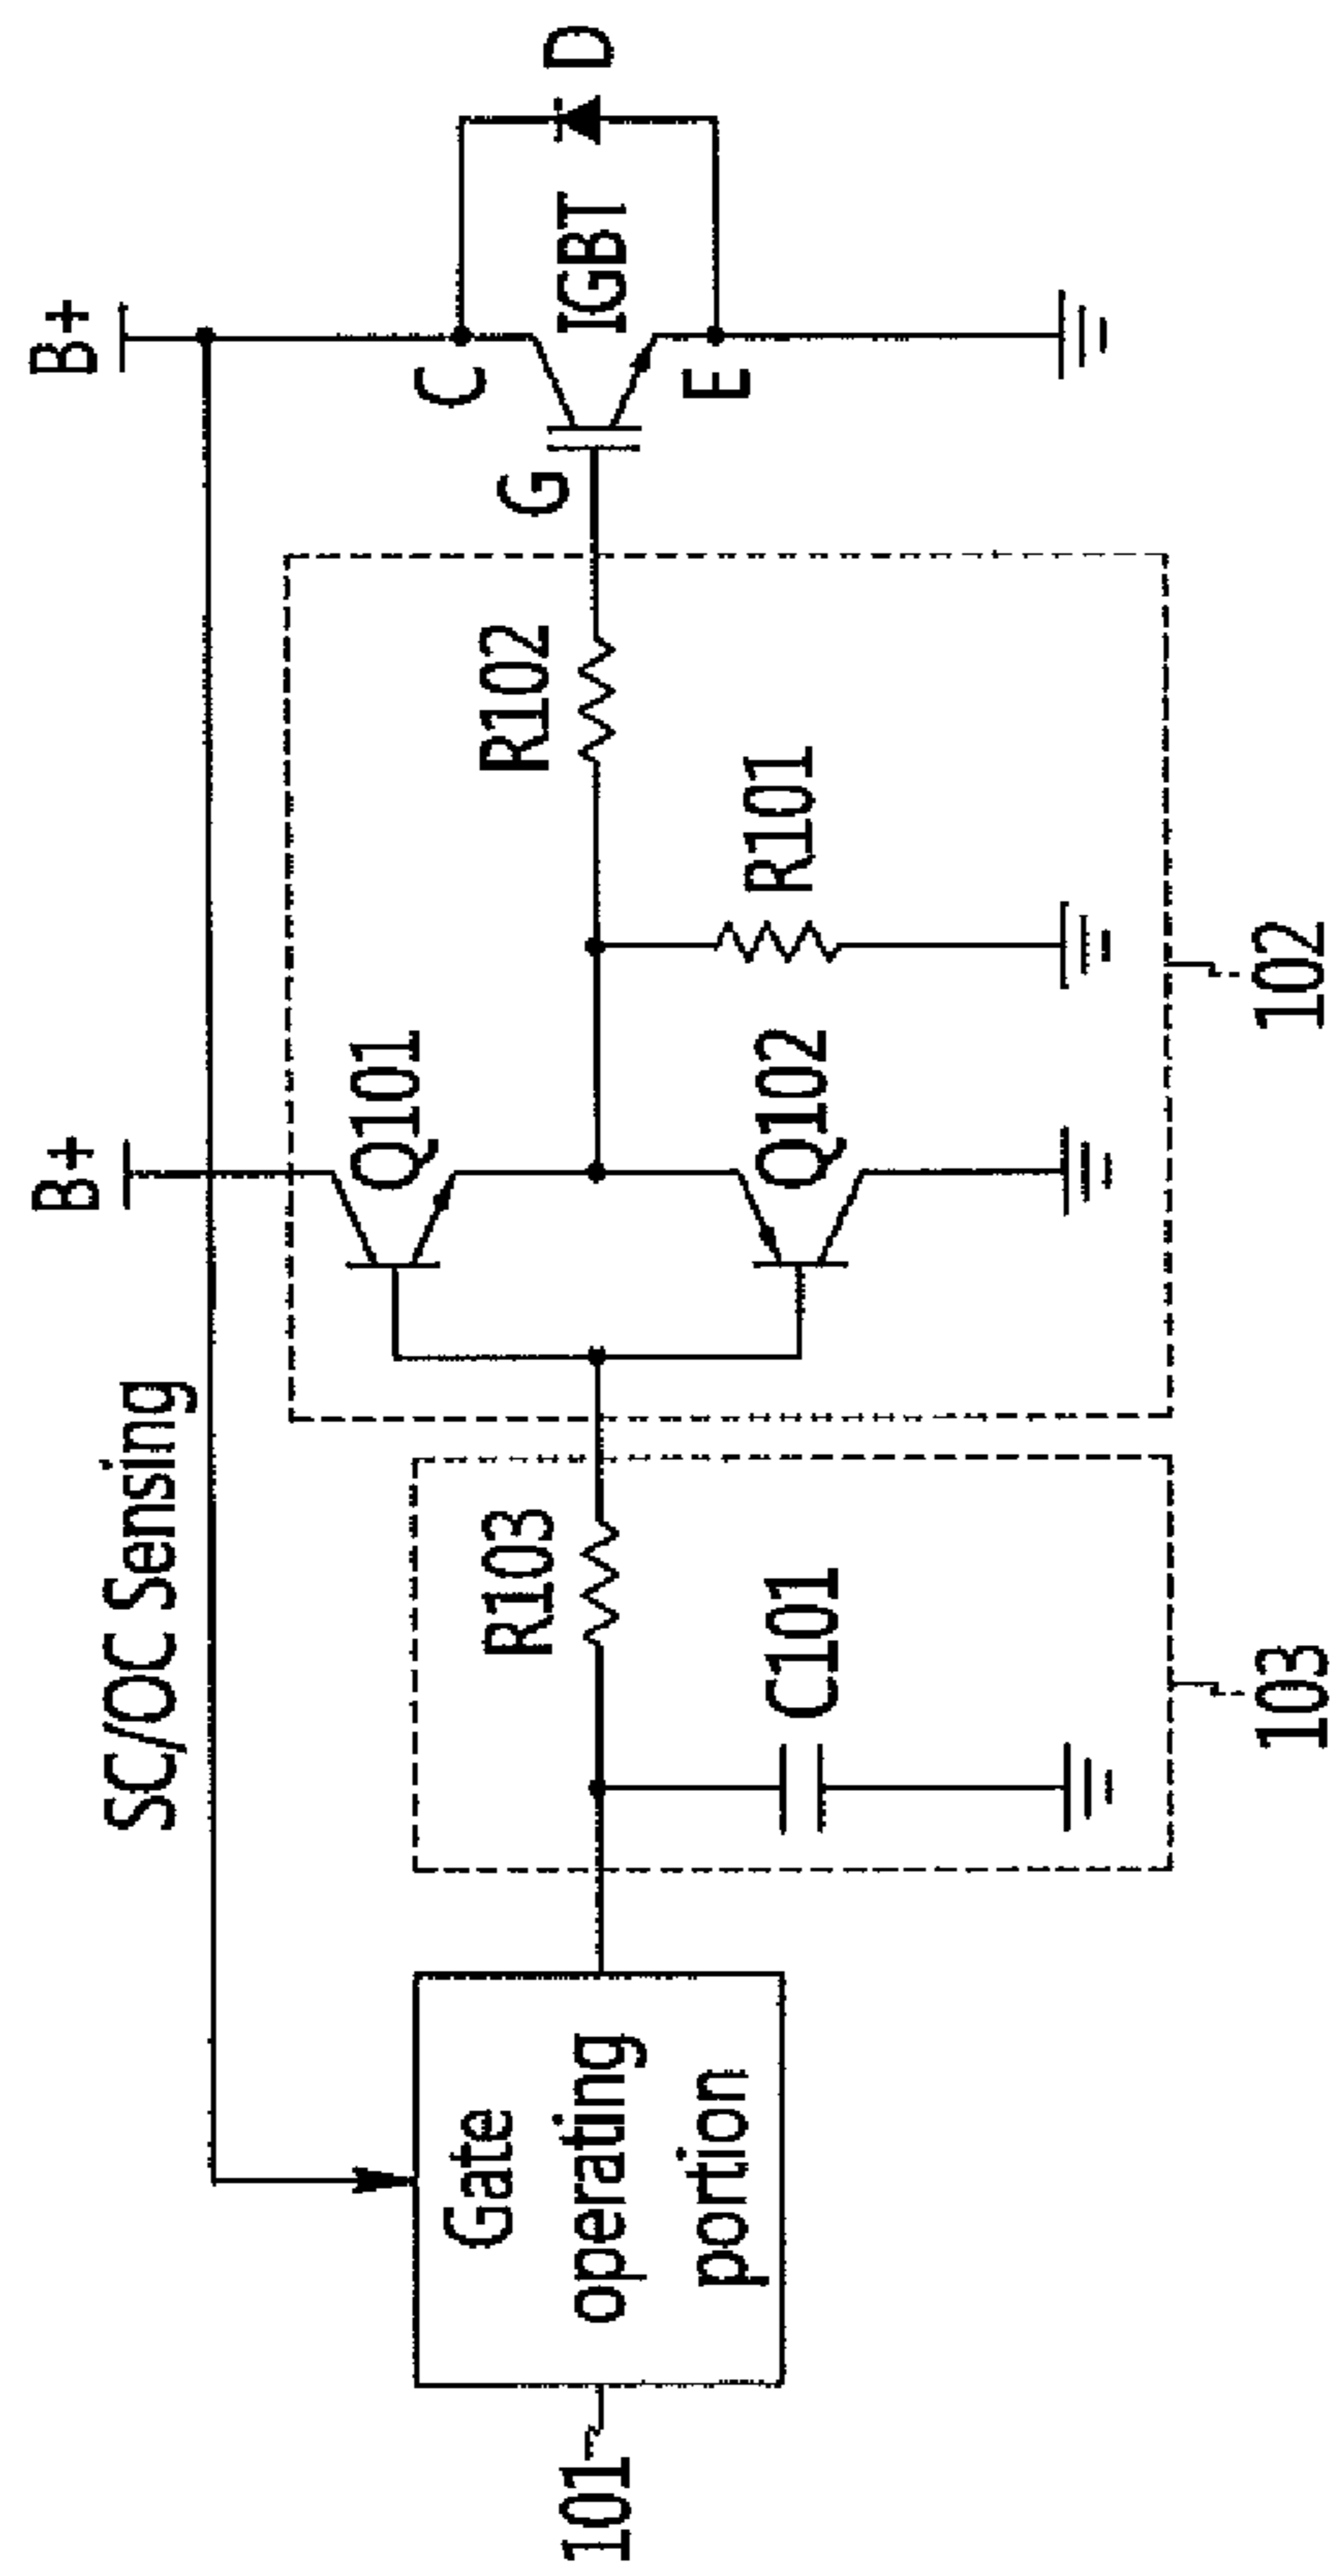 B+
B+
SC/OC Sensing
C
D
IGBT
G
E
Q101
R102
R103
R101
Q102
C101
Gate
operating
portion
101
103
102